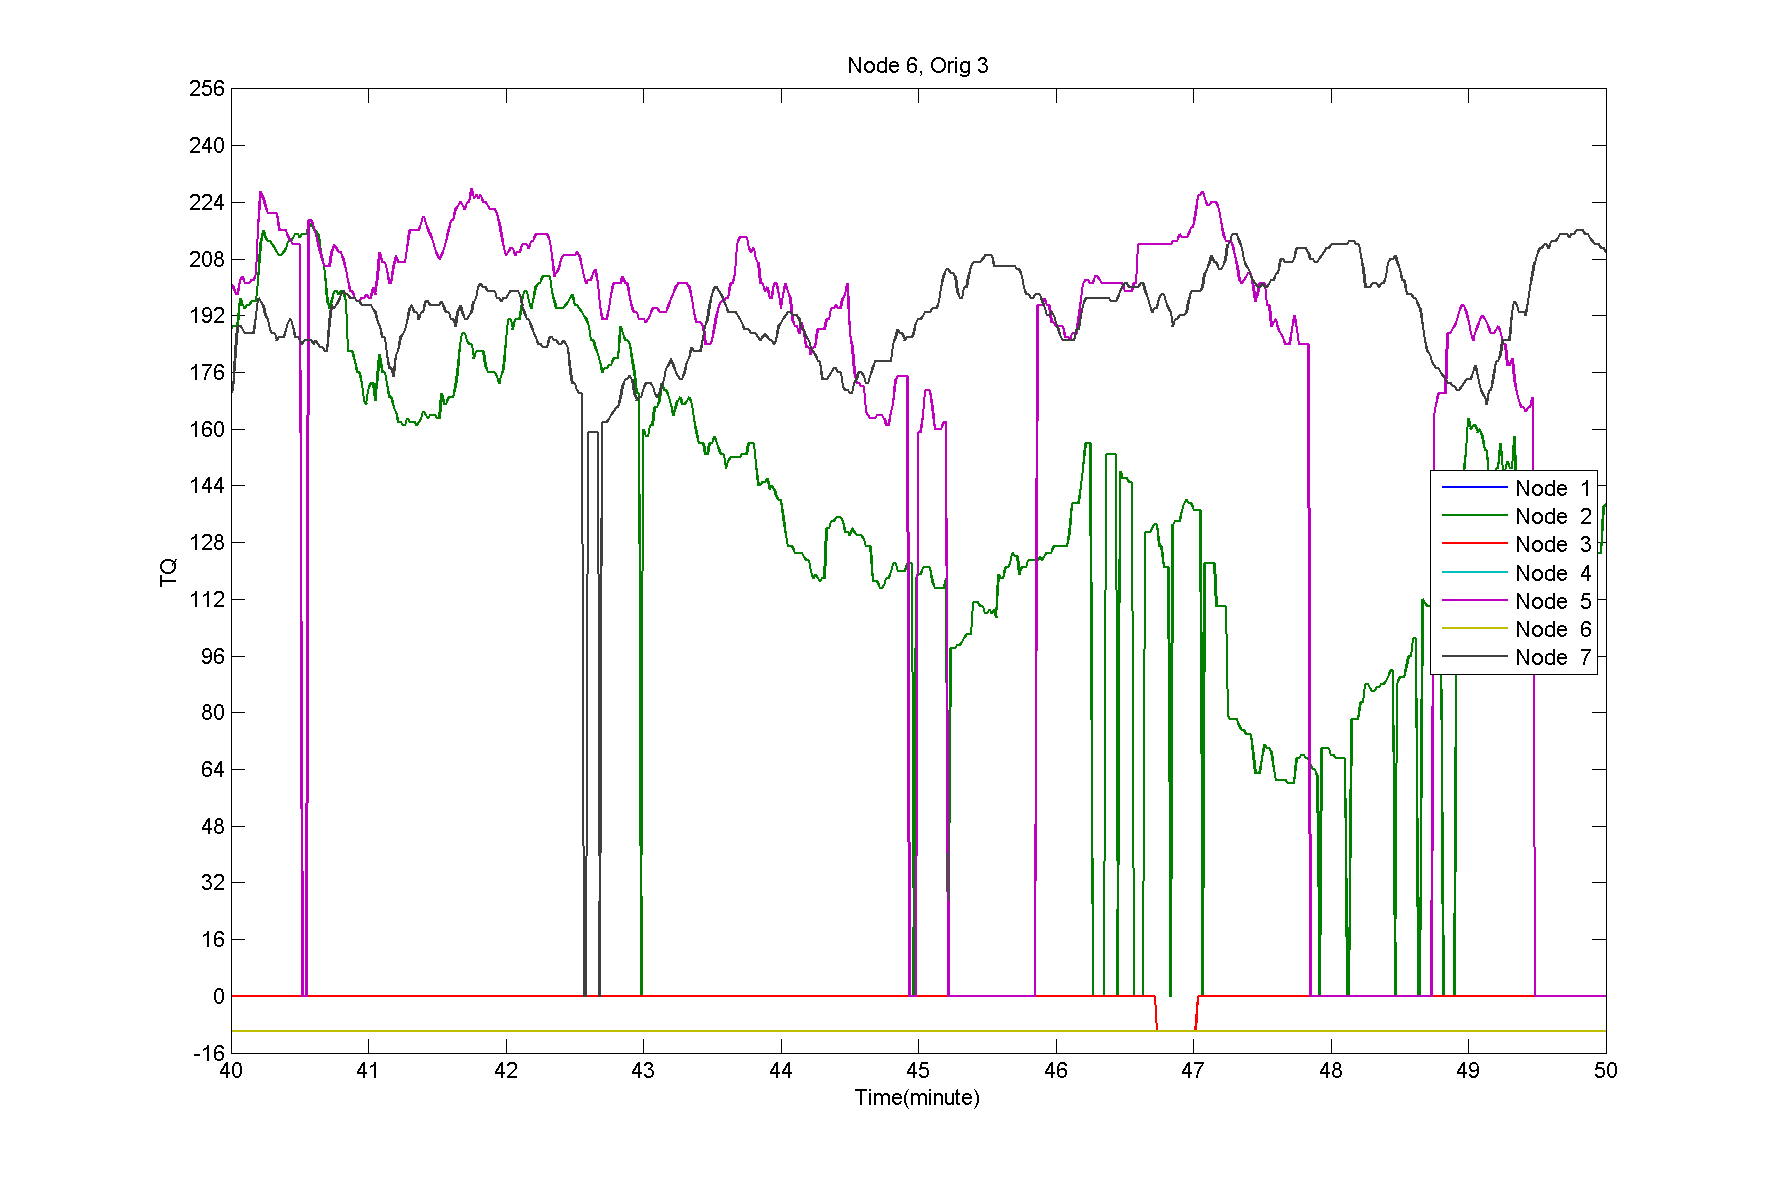 Node 6, Orig 3
256
240
224
208
192
176
160
144
128
112
96
80
64
48
32
16
0
-16
TQ
Node 1
Node 2
Node 3
Node 4
Node 5
Node 6
Node 7
40 41 42 43 44 45 46 47 48 49 50
Time(minute)